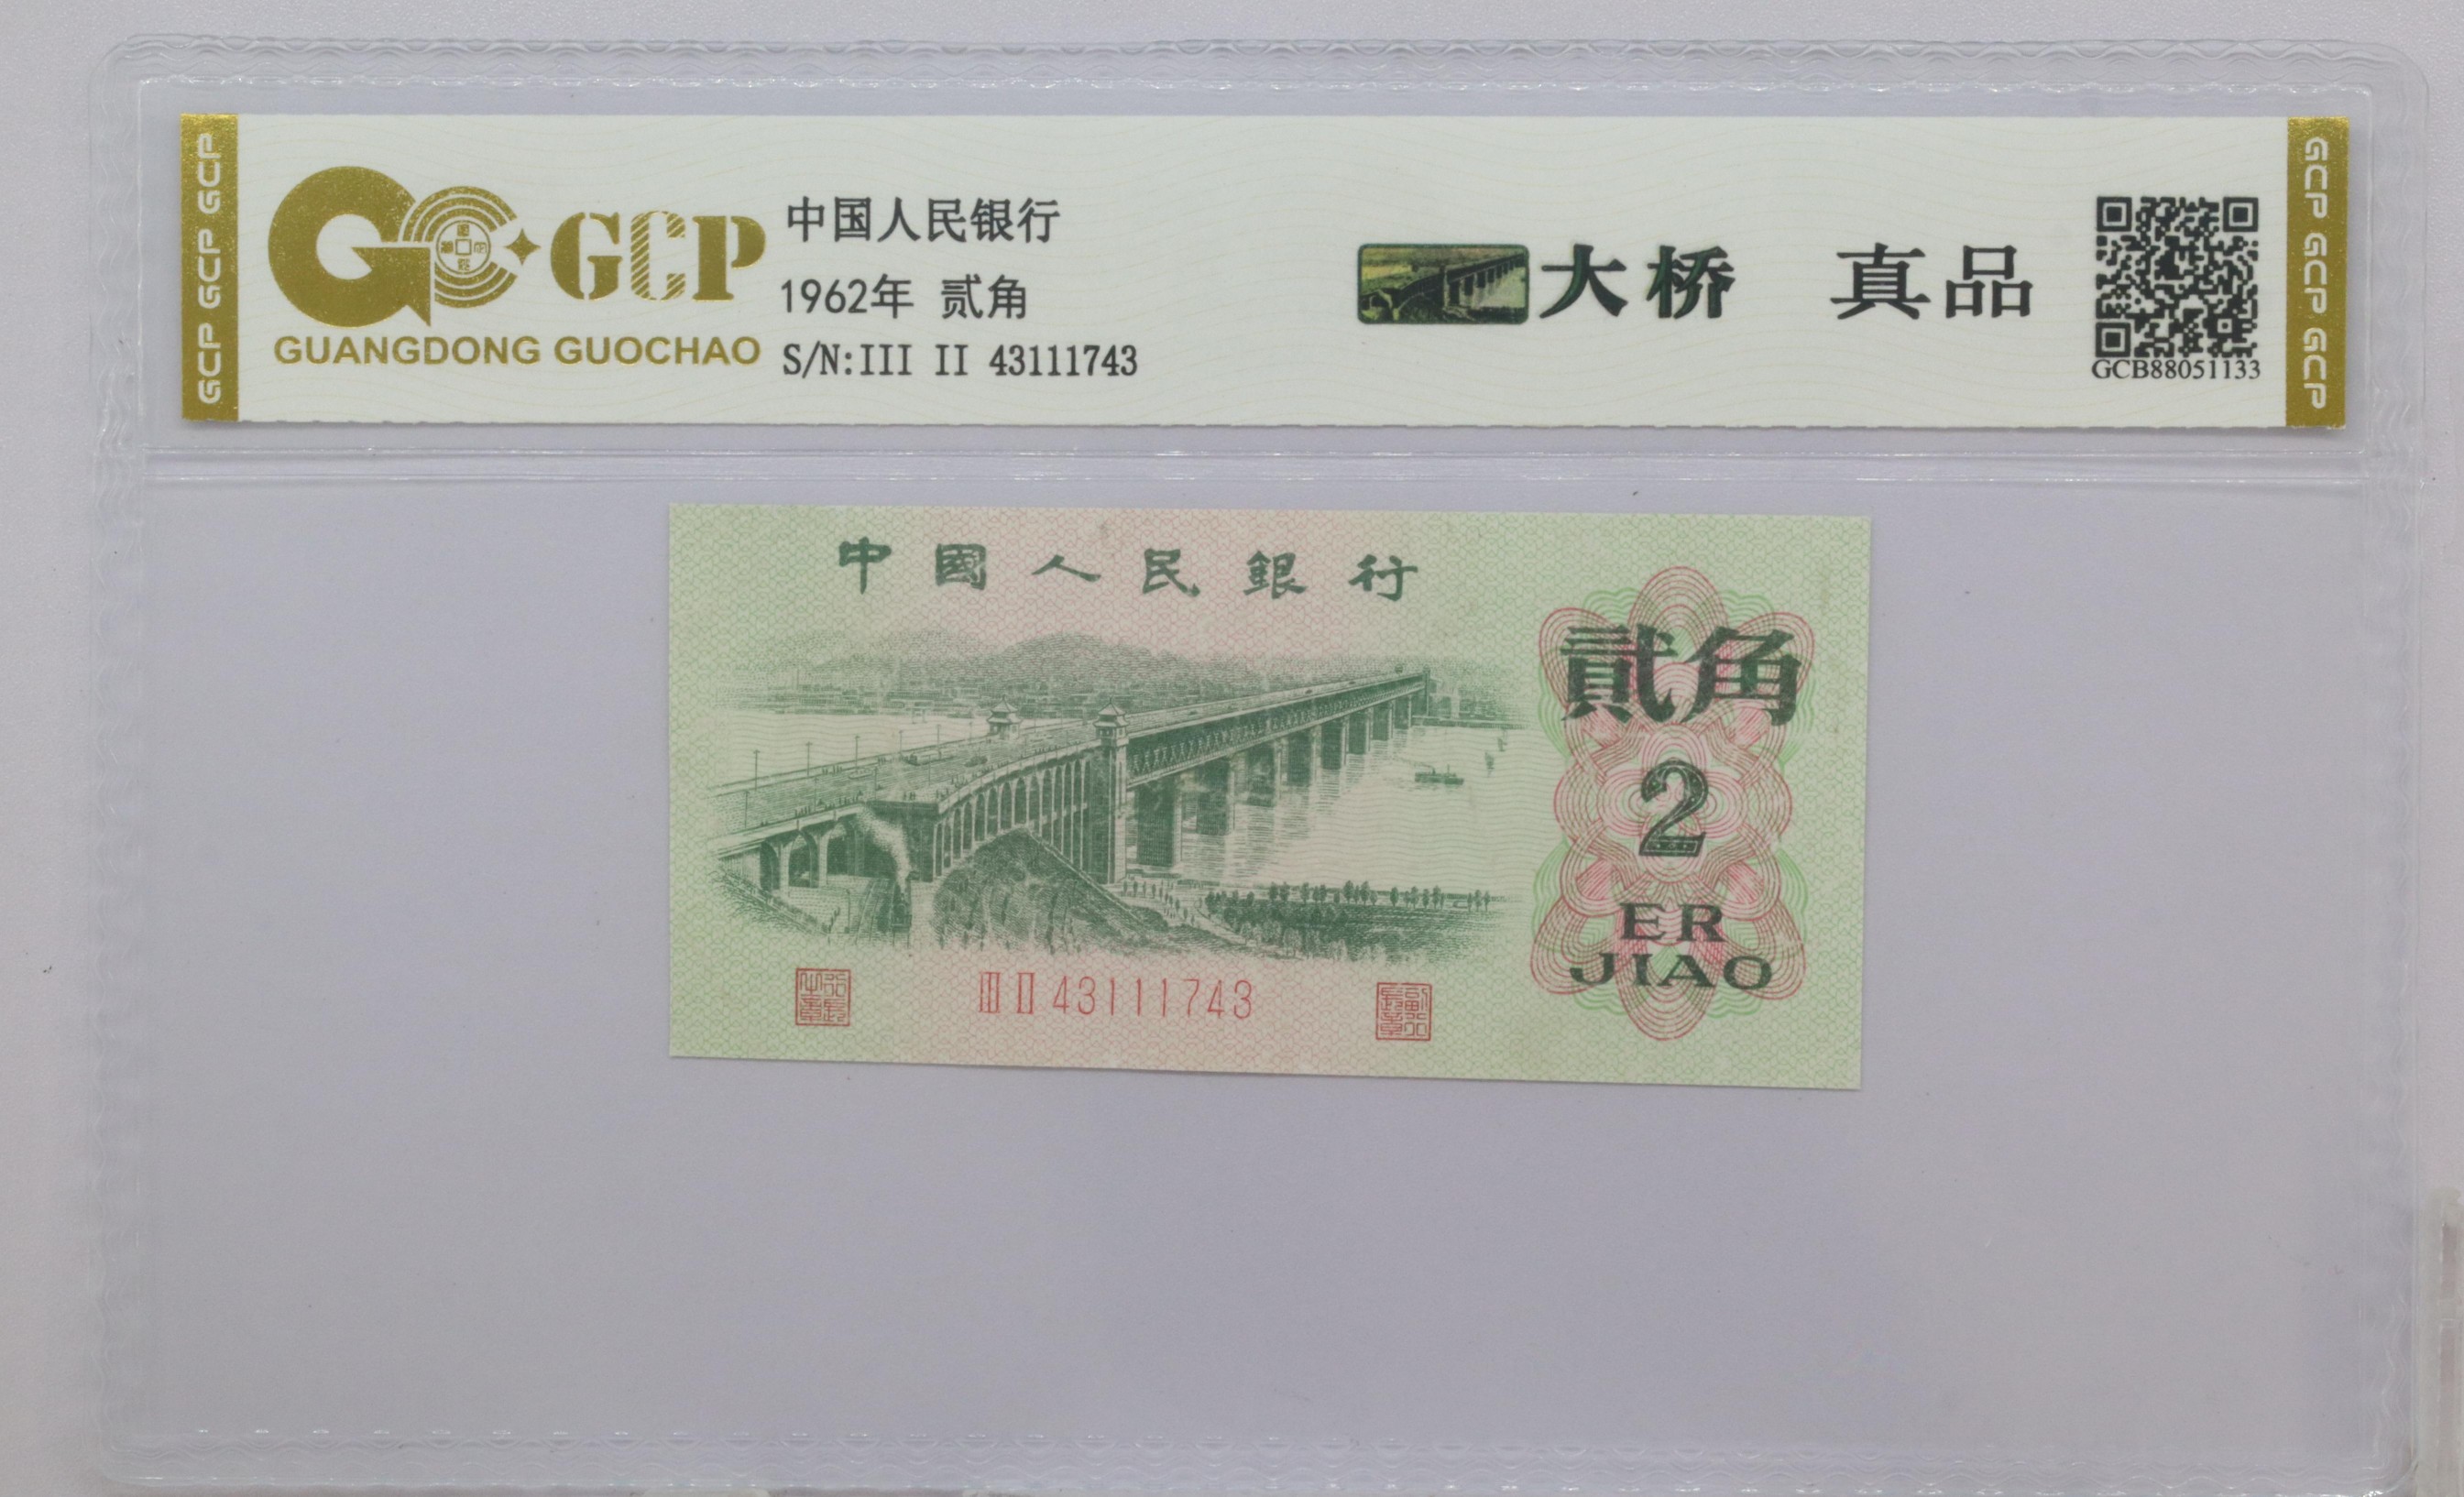 GCP GCP GCP
GCP
GUANGDONG GUOCHAO
中国人民银行
1962年 贰角
S/N:III II 43111743
大桥 真品
GCB88051133
GCP GCP GCP
中國人民銀行
貳角
2
ER
JIAO
III II 43111743